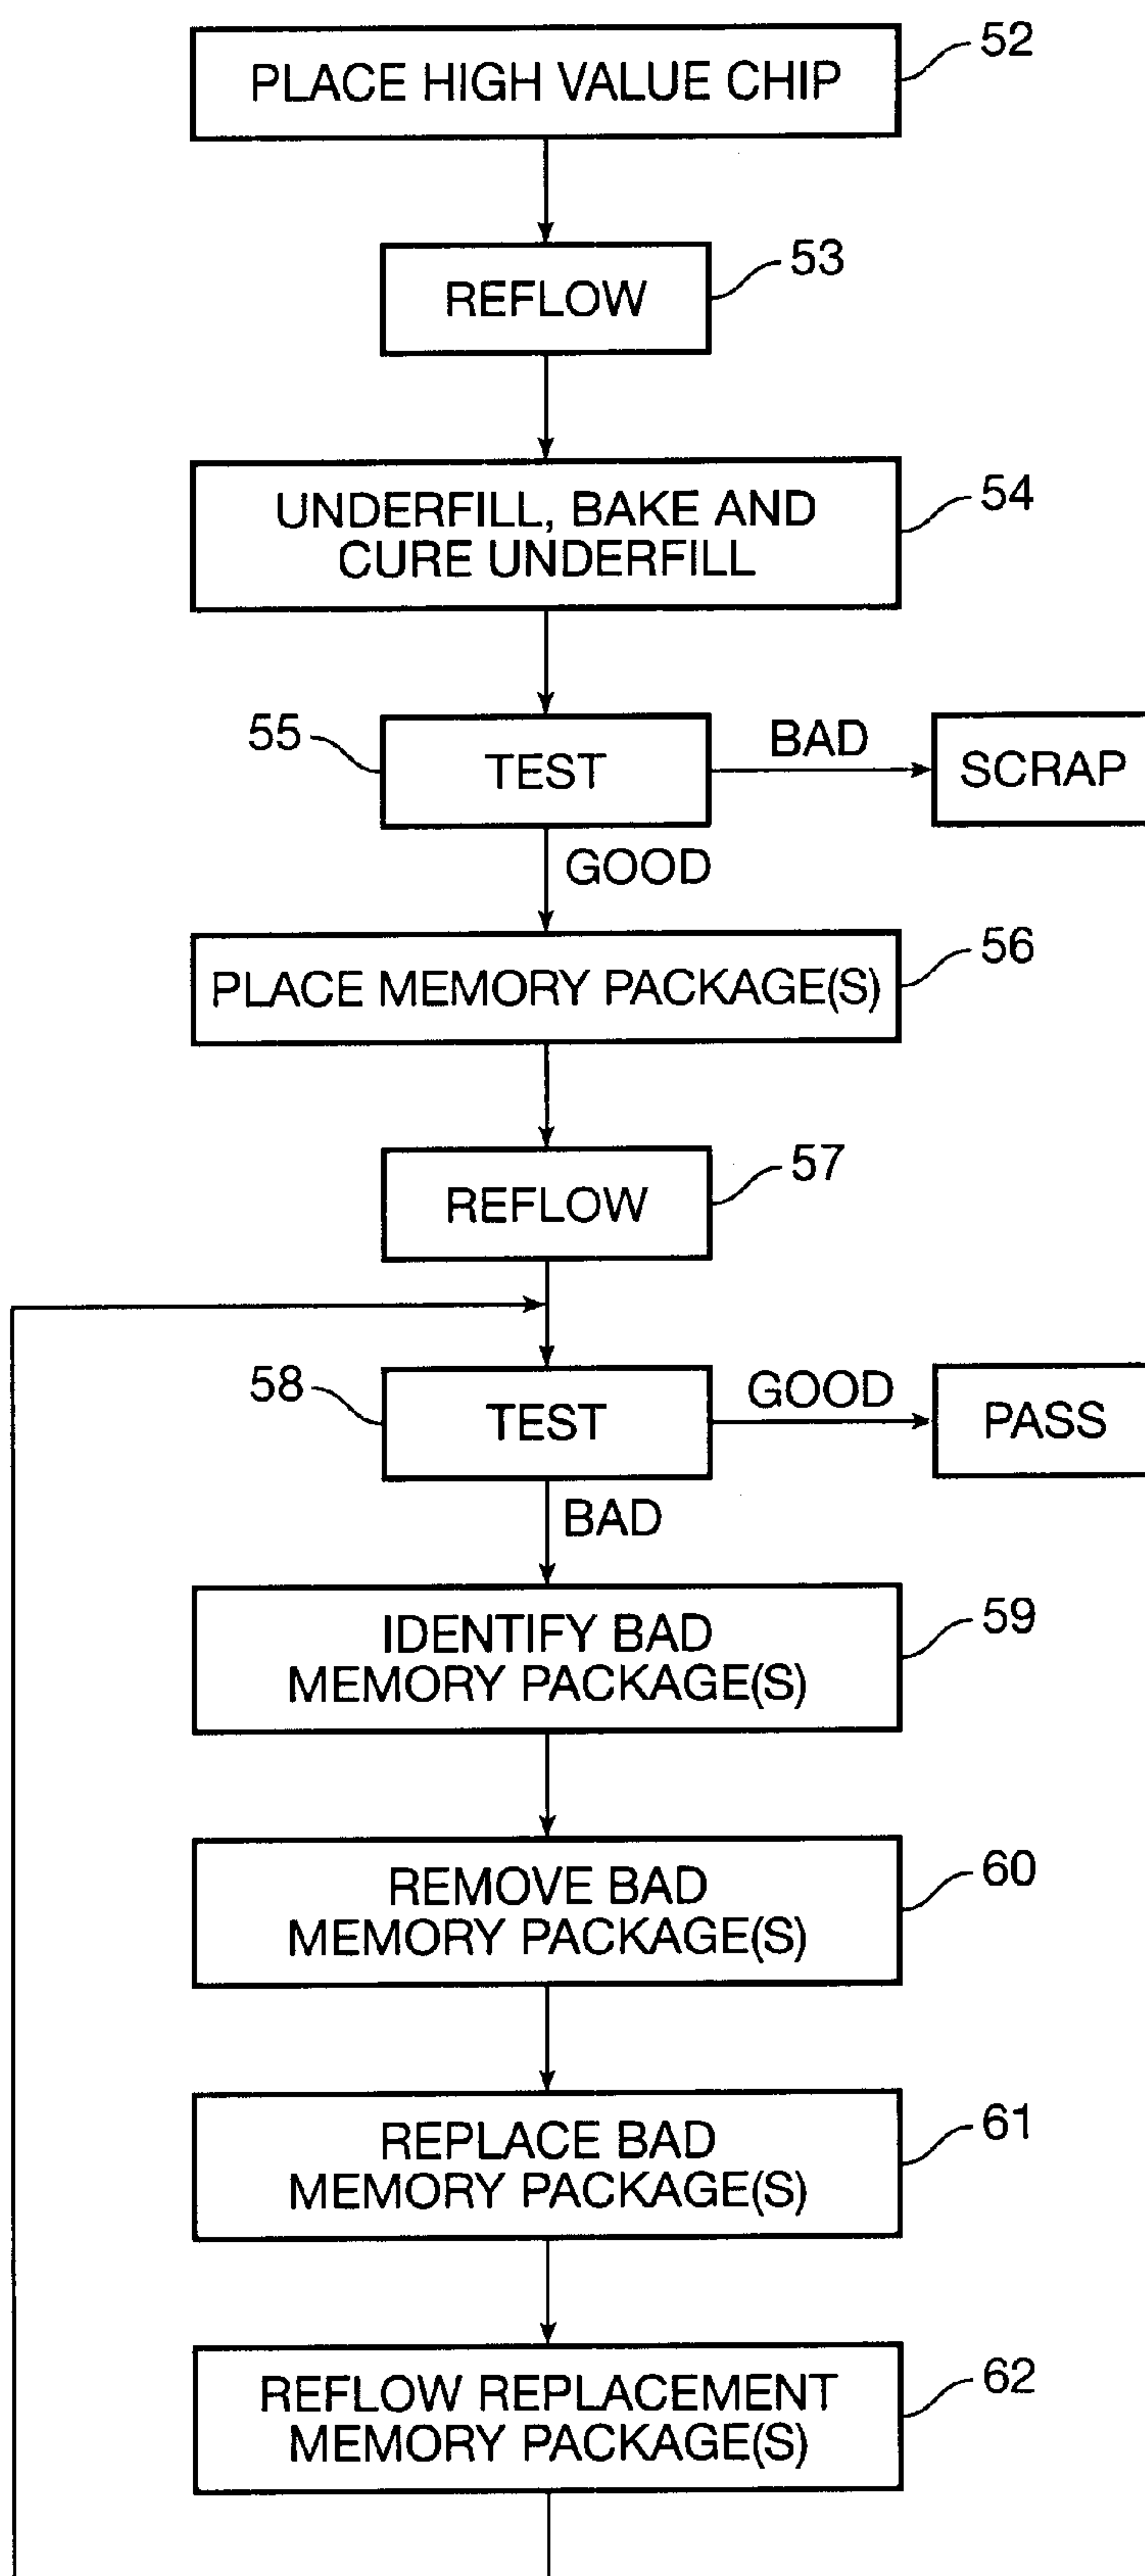 PLACE HIGH VALUE CHIP
52
REFLOW
53
UNDERFILL, BAKE AND
CURE UNDERFILL
54
55
TEST
BAD
SCRAP
GOOD
PLACE MEMORY PACKAGE(S)
56
REFLOW
57
58
TEST
GOOD
PASS
BAD
IDENTIFY BAD
MEMORY PACKAGE(S)
59
REMOVE BAD
MEMORY PACKAGE(S)
60
REPLACE BAD
MEMORY PACKAGE(S)
61
REFLOW REPLACEMENT
MEMORY PACKAGE(S)
62